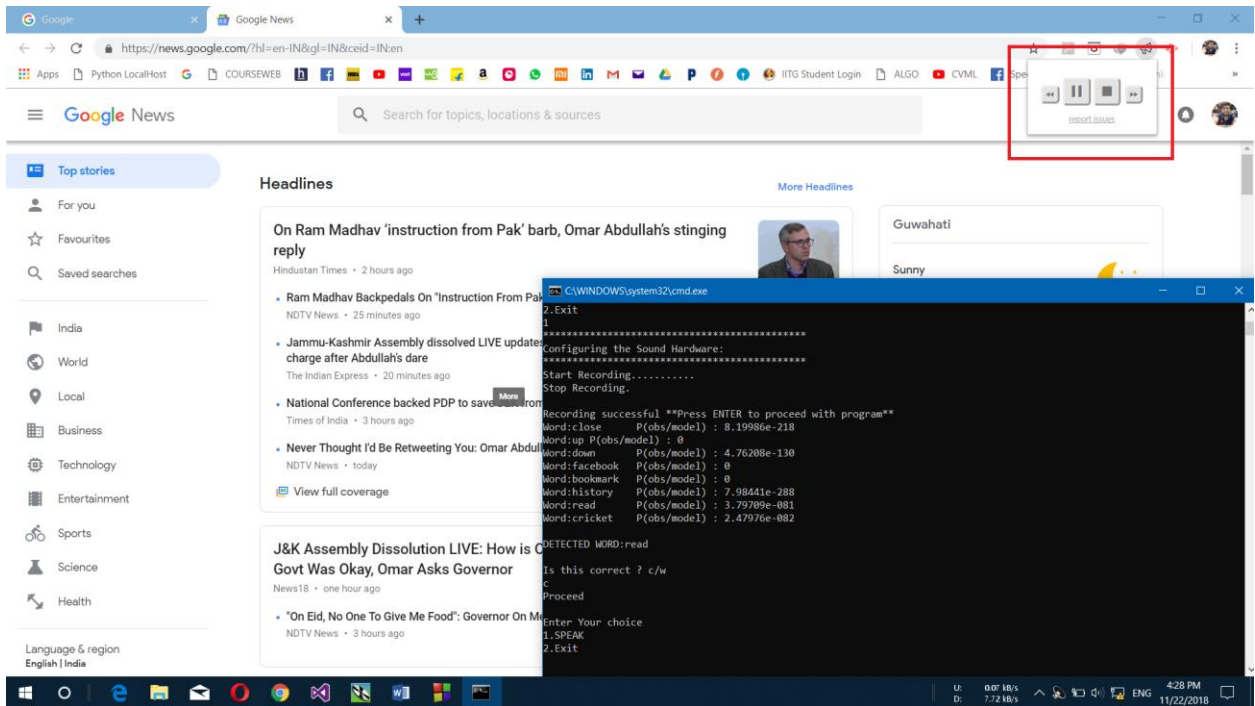 Google
Google News
https://news.google.com/?hl=en-IN&gl=IN&ceid=IN:en
Apps
Python LocalHost
COURSEWEB
IITG Student Login
ALGO
CVML
Spe
report issues
Google News
Search for topics, locations & sources
Top stories
For you
Favourites
Saved searches
India
World
Local
Business
Technology
Entertainment
Sports
Science
Health
Language & region
English | India
Headlines
More Headlines
On Ram Madhav 'instruction from Pak' barb, Omar Abdullah's stinging
reply
Hindustan Times • 2 hours ago
• Ram Madhav Backpedals On "Instruction From Pak
NDTV News • 25 minutes ago
• Jammu-Kashmir Assembly dissolved LIVE updates
charge after Abdullah's dare
The Indian Express • 20 minutes ago
More
• National Conference backed PDP to save from
Times of India • 3 hours ago
• Never Thought I'd Be Retweeting You: Omar Abdul
NDTV News • today
View full coverage
J&K Assembly Dissolution LIVE: How is C
Govt Was Okay, Omar Asks Governor
News18 • one hour ago
• "On Eid, No One To Give Me Food": Governor On Me
NDTV News • 3 hours ago
Guwahati
Sunny
C:\WINDOWS\system32\cmd.exe
2.Exit
1
**********************************************
Configuring the Sound Hardware:
**********************************************
Start Recording...........
Stop Recording.
Recording successful **Press ENTER to proceed with program**
Word:close P(obs/model) : 8.19986e-218
Word:up P(obs/model) : 0
Word:down P(obs/model) : 4.76208e-130
Word:facebook P(obs/model) : 0
Word:bookmark P(obs/model) : 0
Word:history P(obs/model) : 7.98441e-288
Word:read P(obs/model) : 3.79709e-081
Word:cricket P(obs/model) : 2.47976e-082
DETECTED WORD:read
Is this correct ? c/w
c
Proceed
Enter Your choice
1.SPEAK
2.Exit
U: 0.07 kB/s
D: 7.72 kB/s
ENG
4:28 PM
11/22/2018